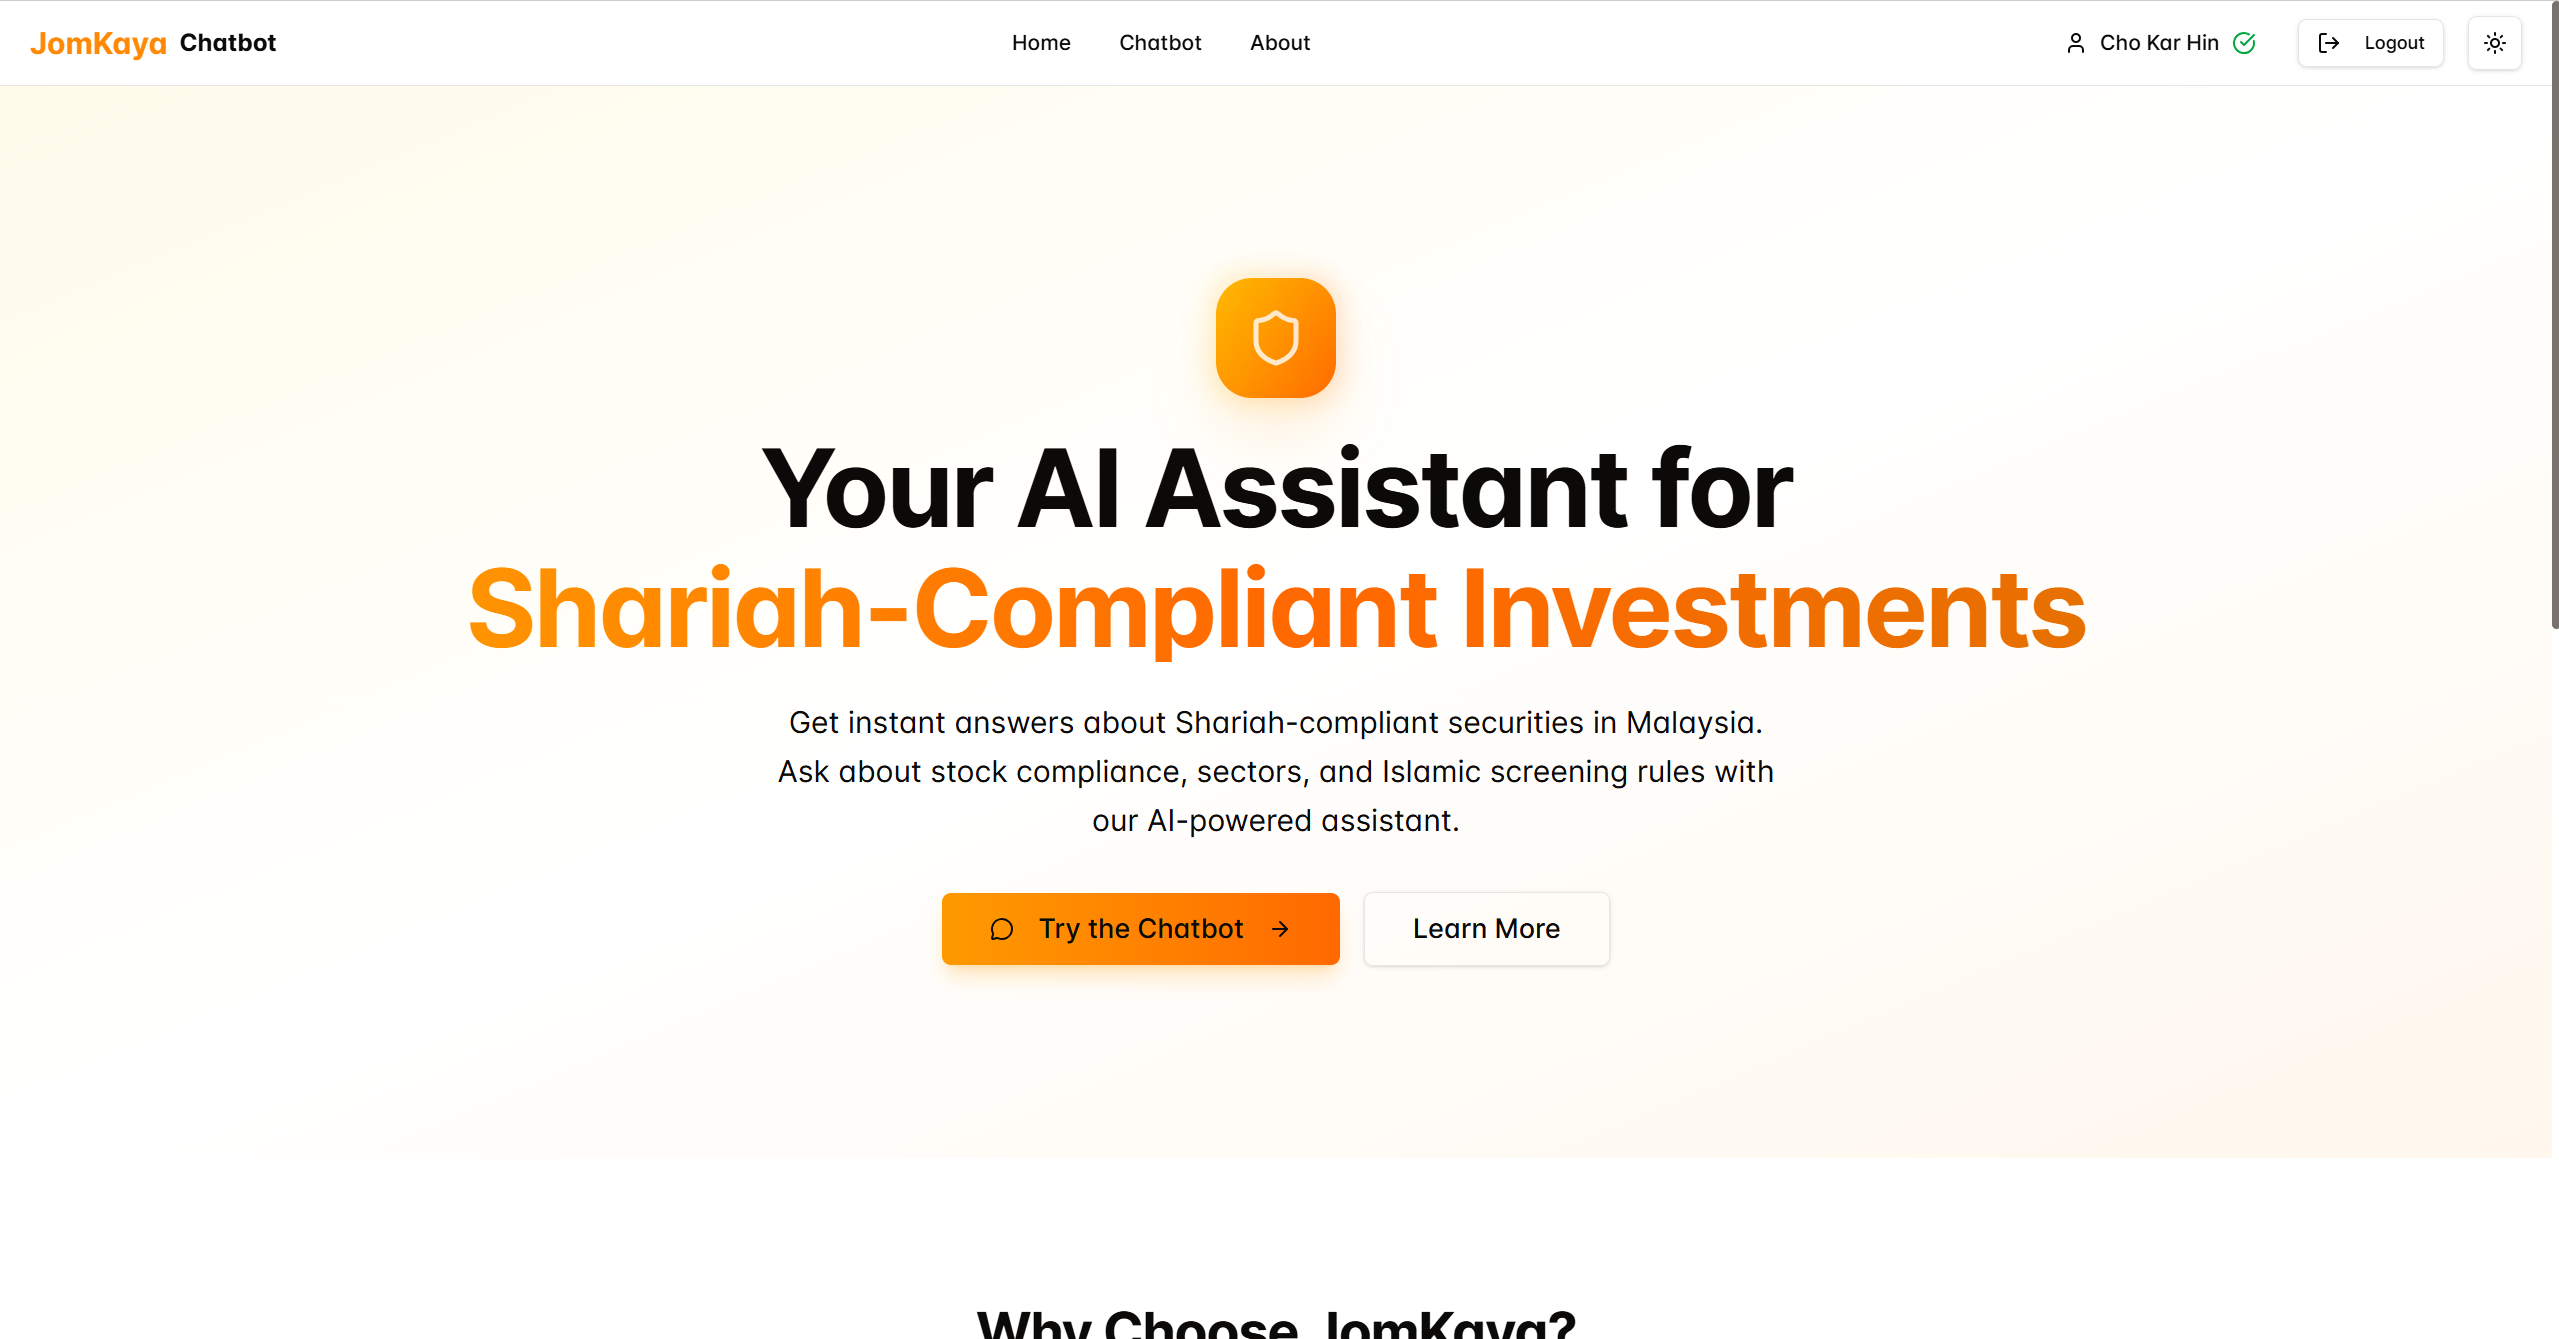 JomKaya Chatbot
Home
Chatbot
About
Cho Kar Hin
Logout
Your AI Assistant for
Shariah-Compliant Investments
Get instant answers about Shariah-compliant securities in Malaysia.
Ask about stock compliance, sectors, and Islamic screening rules with
our AI-powered assistant.
Try the Chatbot
Learn More
Why Choose JomKaya?